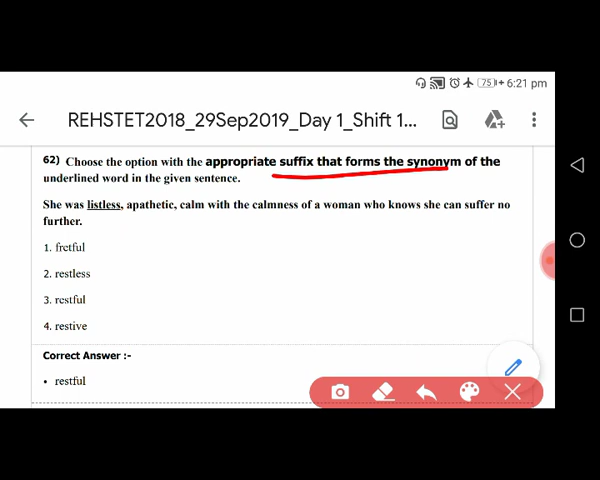 75 + 6:21 pm
REHSTET2018_29Sep2019_Day 1_Shift 1...
62) Choose the option with the appropriate suffix that forms the synonym of the
underlined word in the given sentence.
She was listless, apathetic, calm with the calmness of a woman who knows she can suffer no
further.
1. fretful
2. restless
3. restful
4. restive
Correct Answer :-
• restful